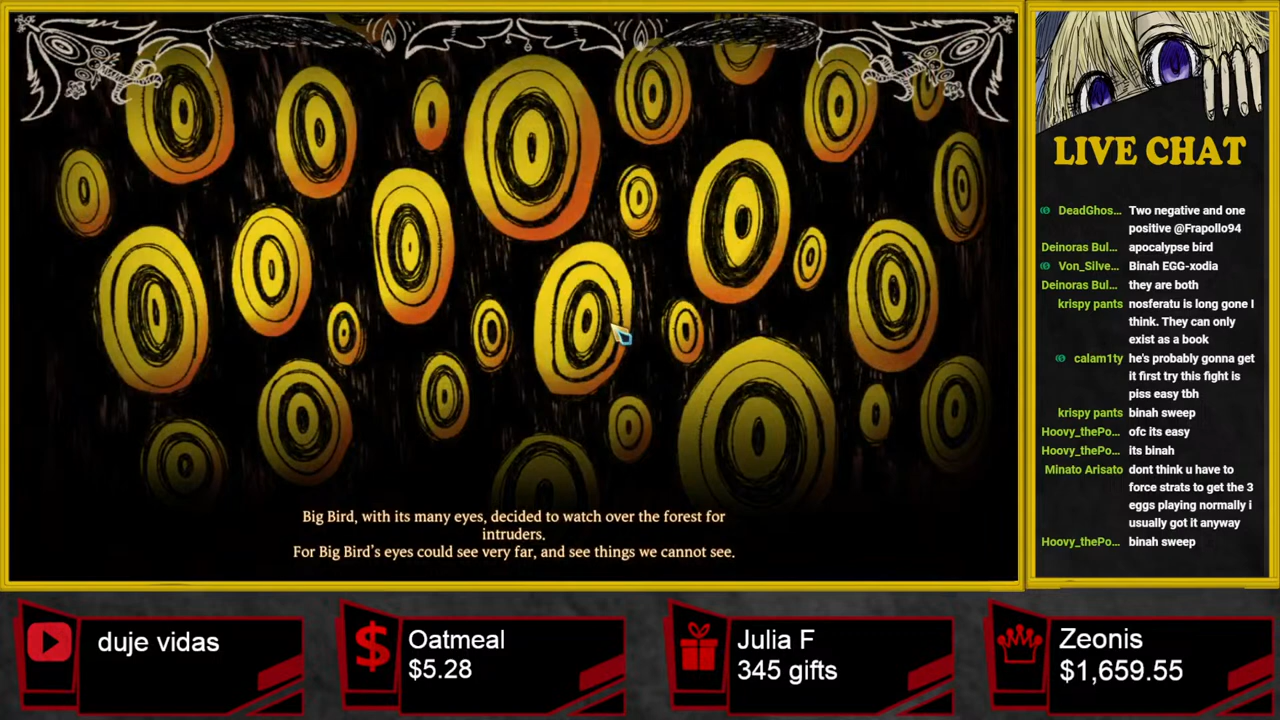 Big Bird, with its many eyes, decided to watch over the forest for
intruders.
For Big Bird's eyes could see very far, and see things we cannot see.
LIVE CHAT
DeadGhos... Two negative and one
positive @Frapollo94
Deinoras Bul... apocalypse bird
Von_Silve... Binah EGG-xodia
Deinoras Bul... they are both
krispy pants nosferatu is long gone I
think. They can only
exist as a book
calam1ty he's probably gonna get
it first try this fight is
piss easy tbh
krispy pants binah sweep
Hoovy_thePo... ofc its easy
Hoovy_thePo... its binah
Minato Arisato dont think u have to
force strats to get the 3
eggs playing normally i
usually got it anyway
Hoovy_thePo... binah sweep
duje vidas
Oatmeal
$5.28
Julia F
345 gifts
Zeonis
$1,659.55